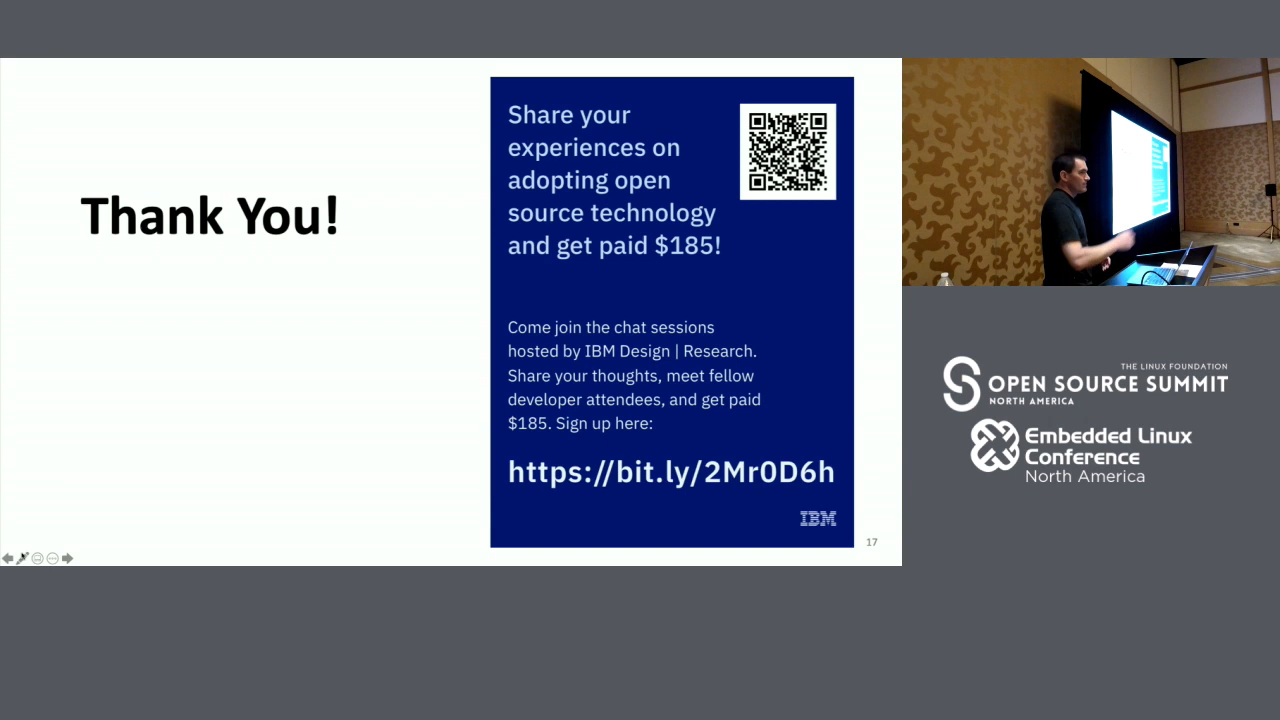 Thank You!
Share your
experiences on
adopting open
source technology
and get paid $185!
Come join the chat sessions
hosted by IBM Design | Research.
Share your thoughts, meet fellow
developer attendees, and get paid
$185. Sign up here:
https://bit.ly/2Mr0D6h
IBM
17
THE LINUX FOUNDATION
OPEN SOURCE SUMMIT
NORTH AMERICA
Embedded Linux
Conference
North America